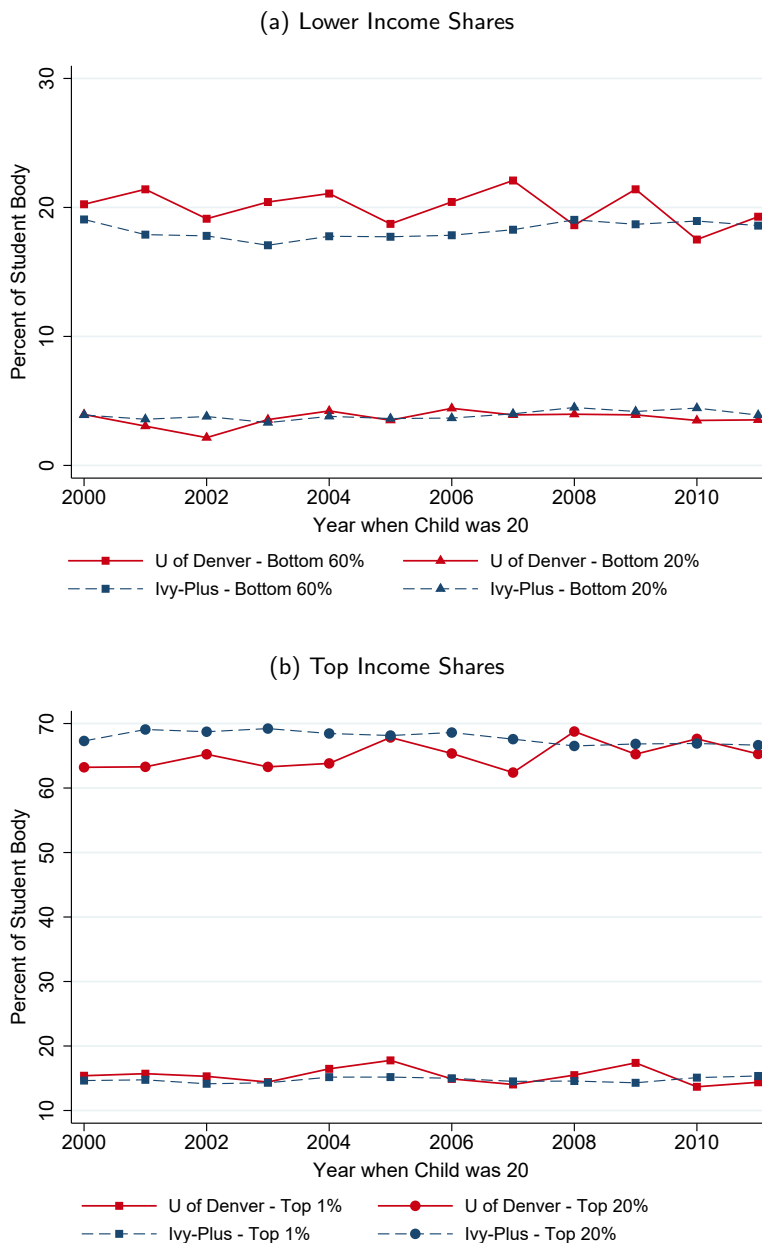 (a) Lower Income Shares
30
20
10
0
Percent of Student Body
2000 2002 2004 2006 2008 2010
Year when Child was 20
U of Denver - Bottom 60% U of Denver - Bottom 20%
Ivy-Plus - Bottom 60% Ivy-Plus - Bottom 20%
(b) Top Income Shares
70
60
50
40
30
20
10
Percent of Student Body
2000 2002 2004 2006 2008 2010
Year when Child was 20
U of Denver - Top 1% U of Denver - Top 20%
Ivy-Plus - Top 1% Ivy-Plus - Top 20%